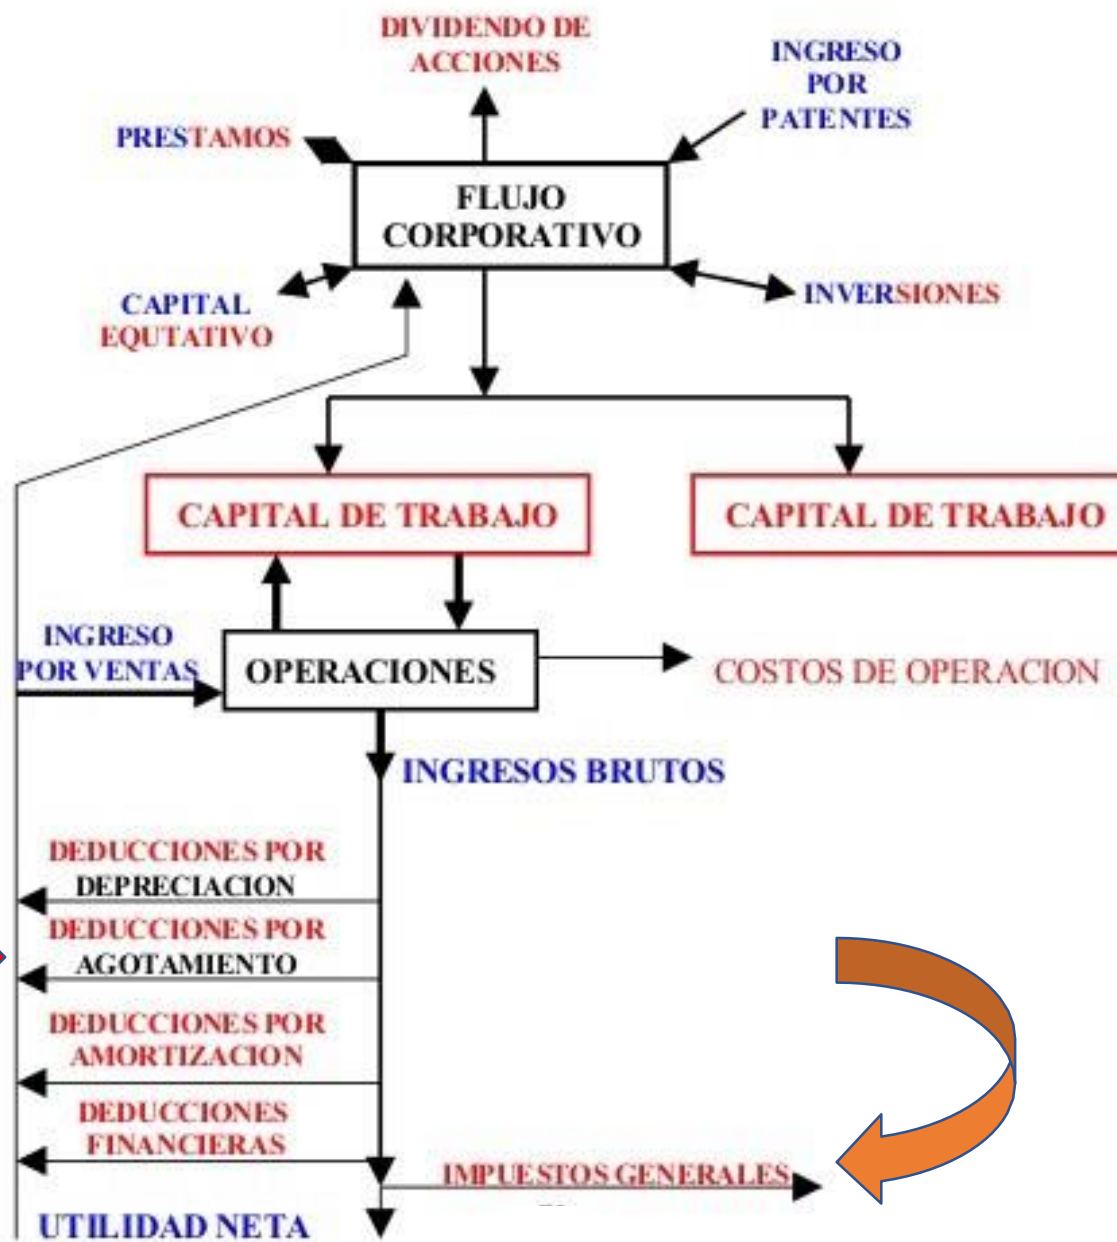 DIVIDENDO DE
ACCIONES
INGRESO
POR
PATENTES
PRESTAMOS
FLUJO
CORPORATIVO
CAPITAL
EQUTATIVO
INVERSIONES
CAPITAL DE TRABAJO
CAPITAL DE TRABAJO
INGRESO
POR VENTAS
OPERACIONES
COSTOS DE OPERACION
INGRESOS BRUTOS
DEDUCCIONES POR
DEPRECIACION
DEDUCCIONES POR
AGOTAMIENTO
DEDUCCIONES POR
AMORTIZACION
DEDUCCIONES
FINANCIERAS
IMPUESTOS GENERALES
UTILIDAD NETA